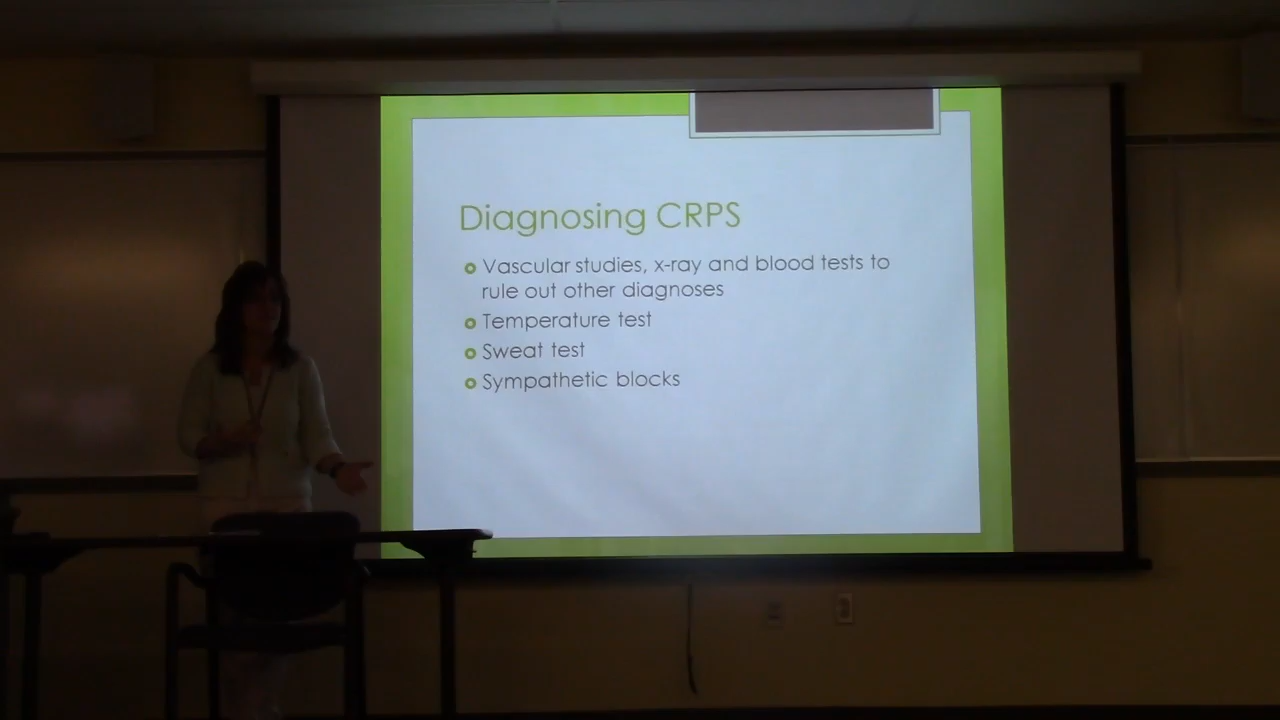 Diagnosing CRPS
Vascular studies, x-ray and blood tests to
rule out other diagnoses
Temperature test
Sweat test
Sympathetic blocks